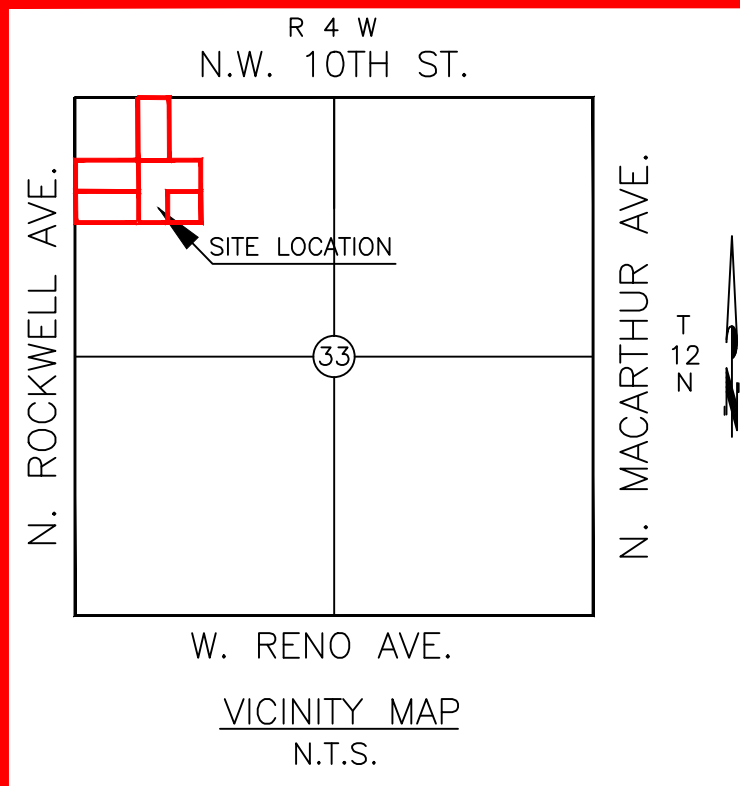 R 4 W
N.W. 10TH ST.
N. ROCKWELL AVE.
SITE LOCATION
33
N. MACARTHUR AVE.
T
12
N
N
W. RENO AVE.
VICINITY MAP
N.T.S.